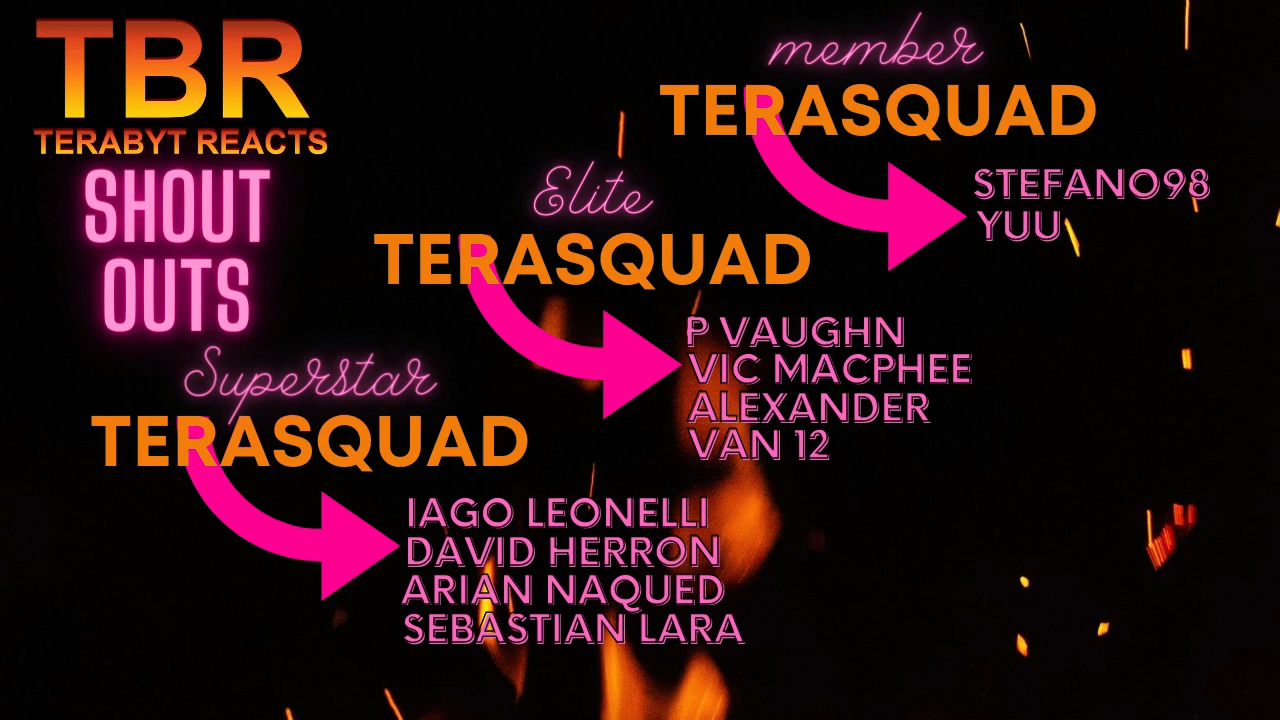 TBR
TERABYT REACTS
SHOUT
OUTS
member
TERASQUAD
STEFANO98
YUU
Elite
TERASQUAD
P VAUGHN
VIC MACPHEE
ALEXANDER
VAN 12
Superstar
TERASQUAD
IAGO LEONELLI
DAVID HERRON
ARIAN NAQUED
SEBASTIAN LARA